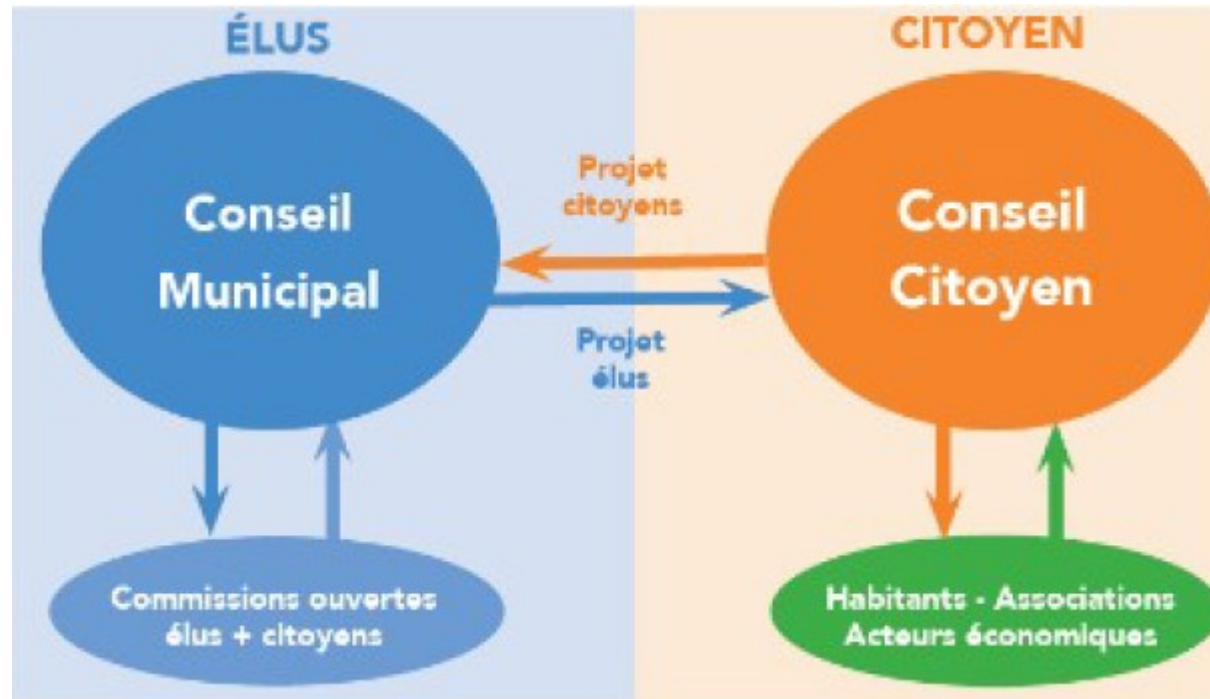 ÉLUS
CITOYEN
Conseil
Municipal
Projet
citoyens
Projet
élus
Conseil
Citoyen
Commissions ouvertes
élus + citoyens
Habitants - Associations
Acteurs économiques